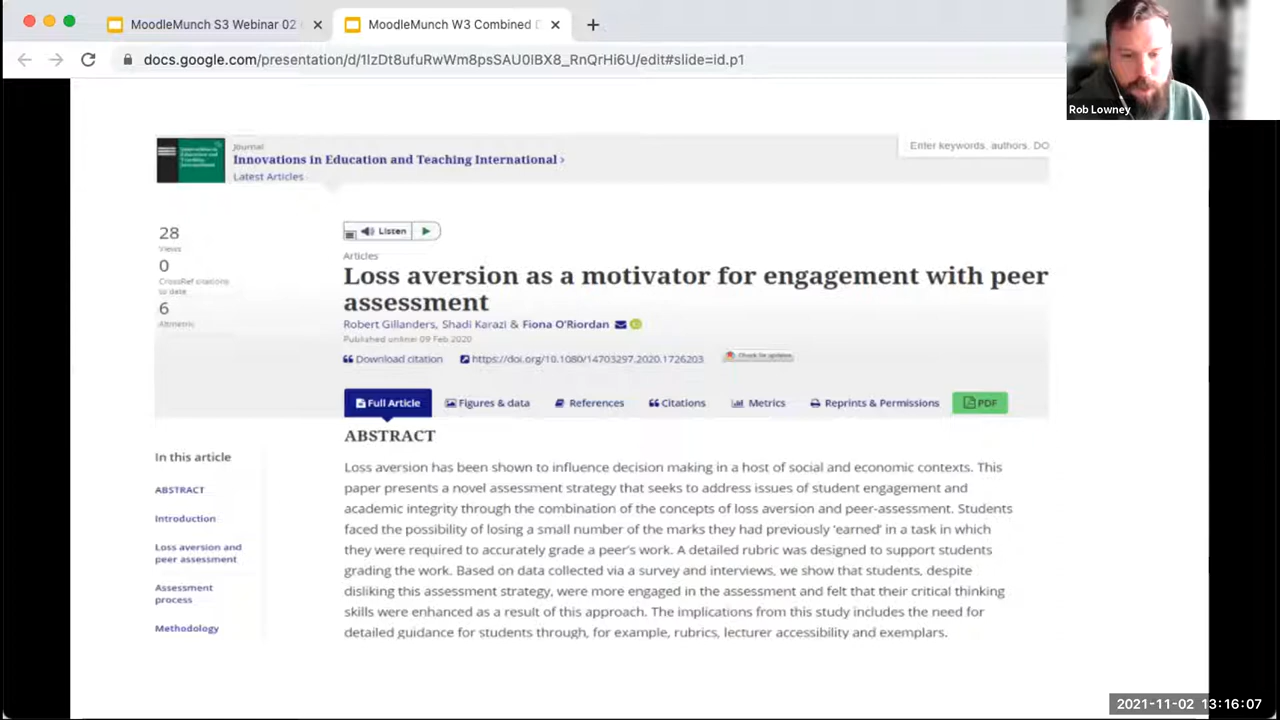 MoodleMunch S3 Webinar 02
MoodleMunch W3 Combined
docs.google.com/presentation/d/1lzDt8ufuRwWm8psSAU0lBX8_RnQrHi6U/edit#slide=id.p1
Rob Lowney
Journal
Innovations in Education and Teaching International ›
Latest Articles
Enter keywords, authors, DO
28
Views
0
CrossRef citations
to date
6
Altmetric
Listen
Articles
Loss aversion as a motivator for engagement with peer
assessment
Robert Gillanders, Shadi Karazi & Fiona O'Riordan
Published online: 09 Feb 2020
Download citation
https://doi.org/10.1080/14703297.2020.1726203
Check for updates
Full Article
Figures & data
References
Citations
Metrics
Reprints & Permissions
PDF
ABSTRACT
In this article
ABSTRACT
Introduction
Loss aversion and
peer assessment
Assessment
process
Methodology
Loss aversion has been shown to influence decision making in a host of social and economic contexts. This
paper presents a novel assessment strategy that seeks to address issues of student engagement and
academic integrity through the combination of the concepts of loss aversion and peer-assessment. Students
faced the possibility of losing a small number of the marks they had previously 'earned' in a task in which
they were required to accurately grade a peer's work. A detailed rubric was designed to support students
grading the work. Based on data collected via a survey and interviews, we show that students, despite
disliking this assessment strategy, were more engaged in the assessment and felt that their critical thinking
skills were enhanced as a result of this approach. The implications from this study includes the need for
detailed guidance for students through, for example, rubrics, lecturer accessibility and exemplars.
2021-11-02 13:16:07